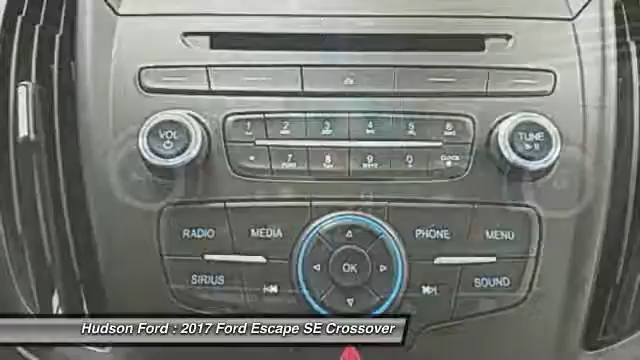 1 2 3 4 5 6
VOL
TUNE
* 7 8 9 0 CLOCK
RADIO MEDIA PHONE MENU
OK
SIRIUS SOUND
Hudson Ford : 2017 Ford Escape SE Crossover